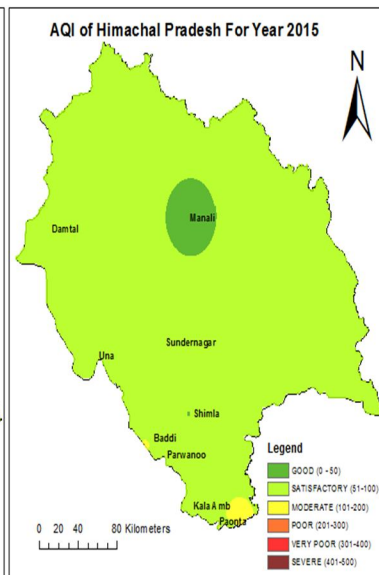 AQI of Himachal Pradesh For Year 2015
N
Manali
Damtal
Sundernagar
Una
Shimla
Baddi
Parwanoo
Kala Amb
Paonta
0 20 40 80 Kilometers
Legend
GOOD (0 - 50)
SATISFACTORY (51-100)
MODERATE (101-200)
POOR (201-300)
VERY POOR (301-400)
SEVERE (401-500)